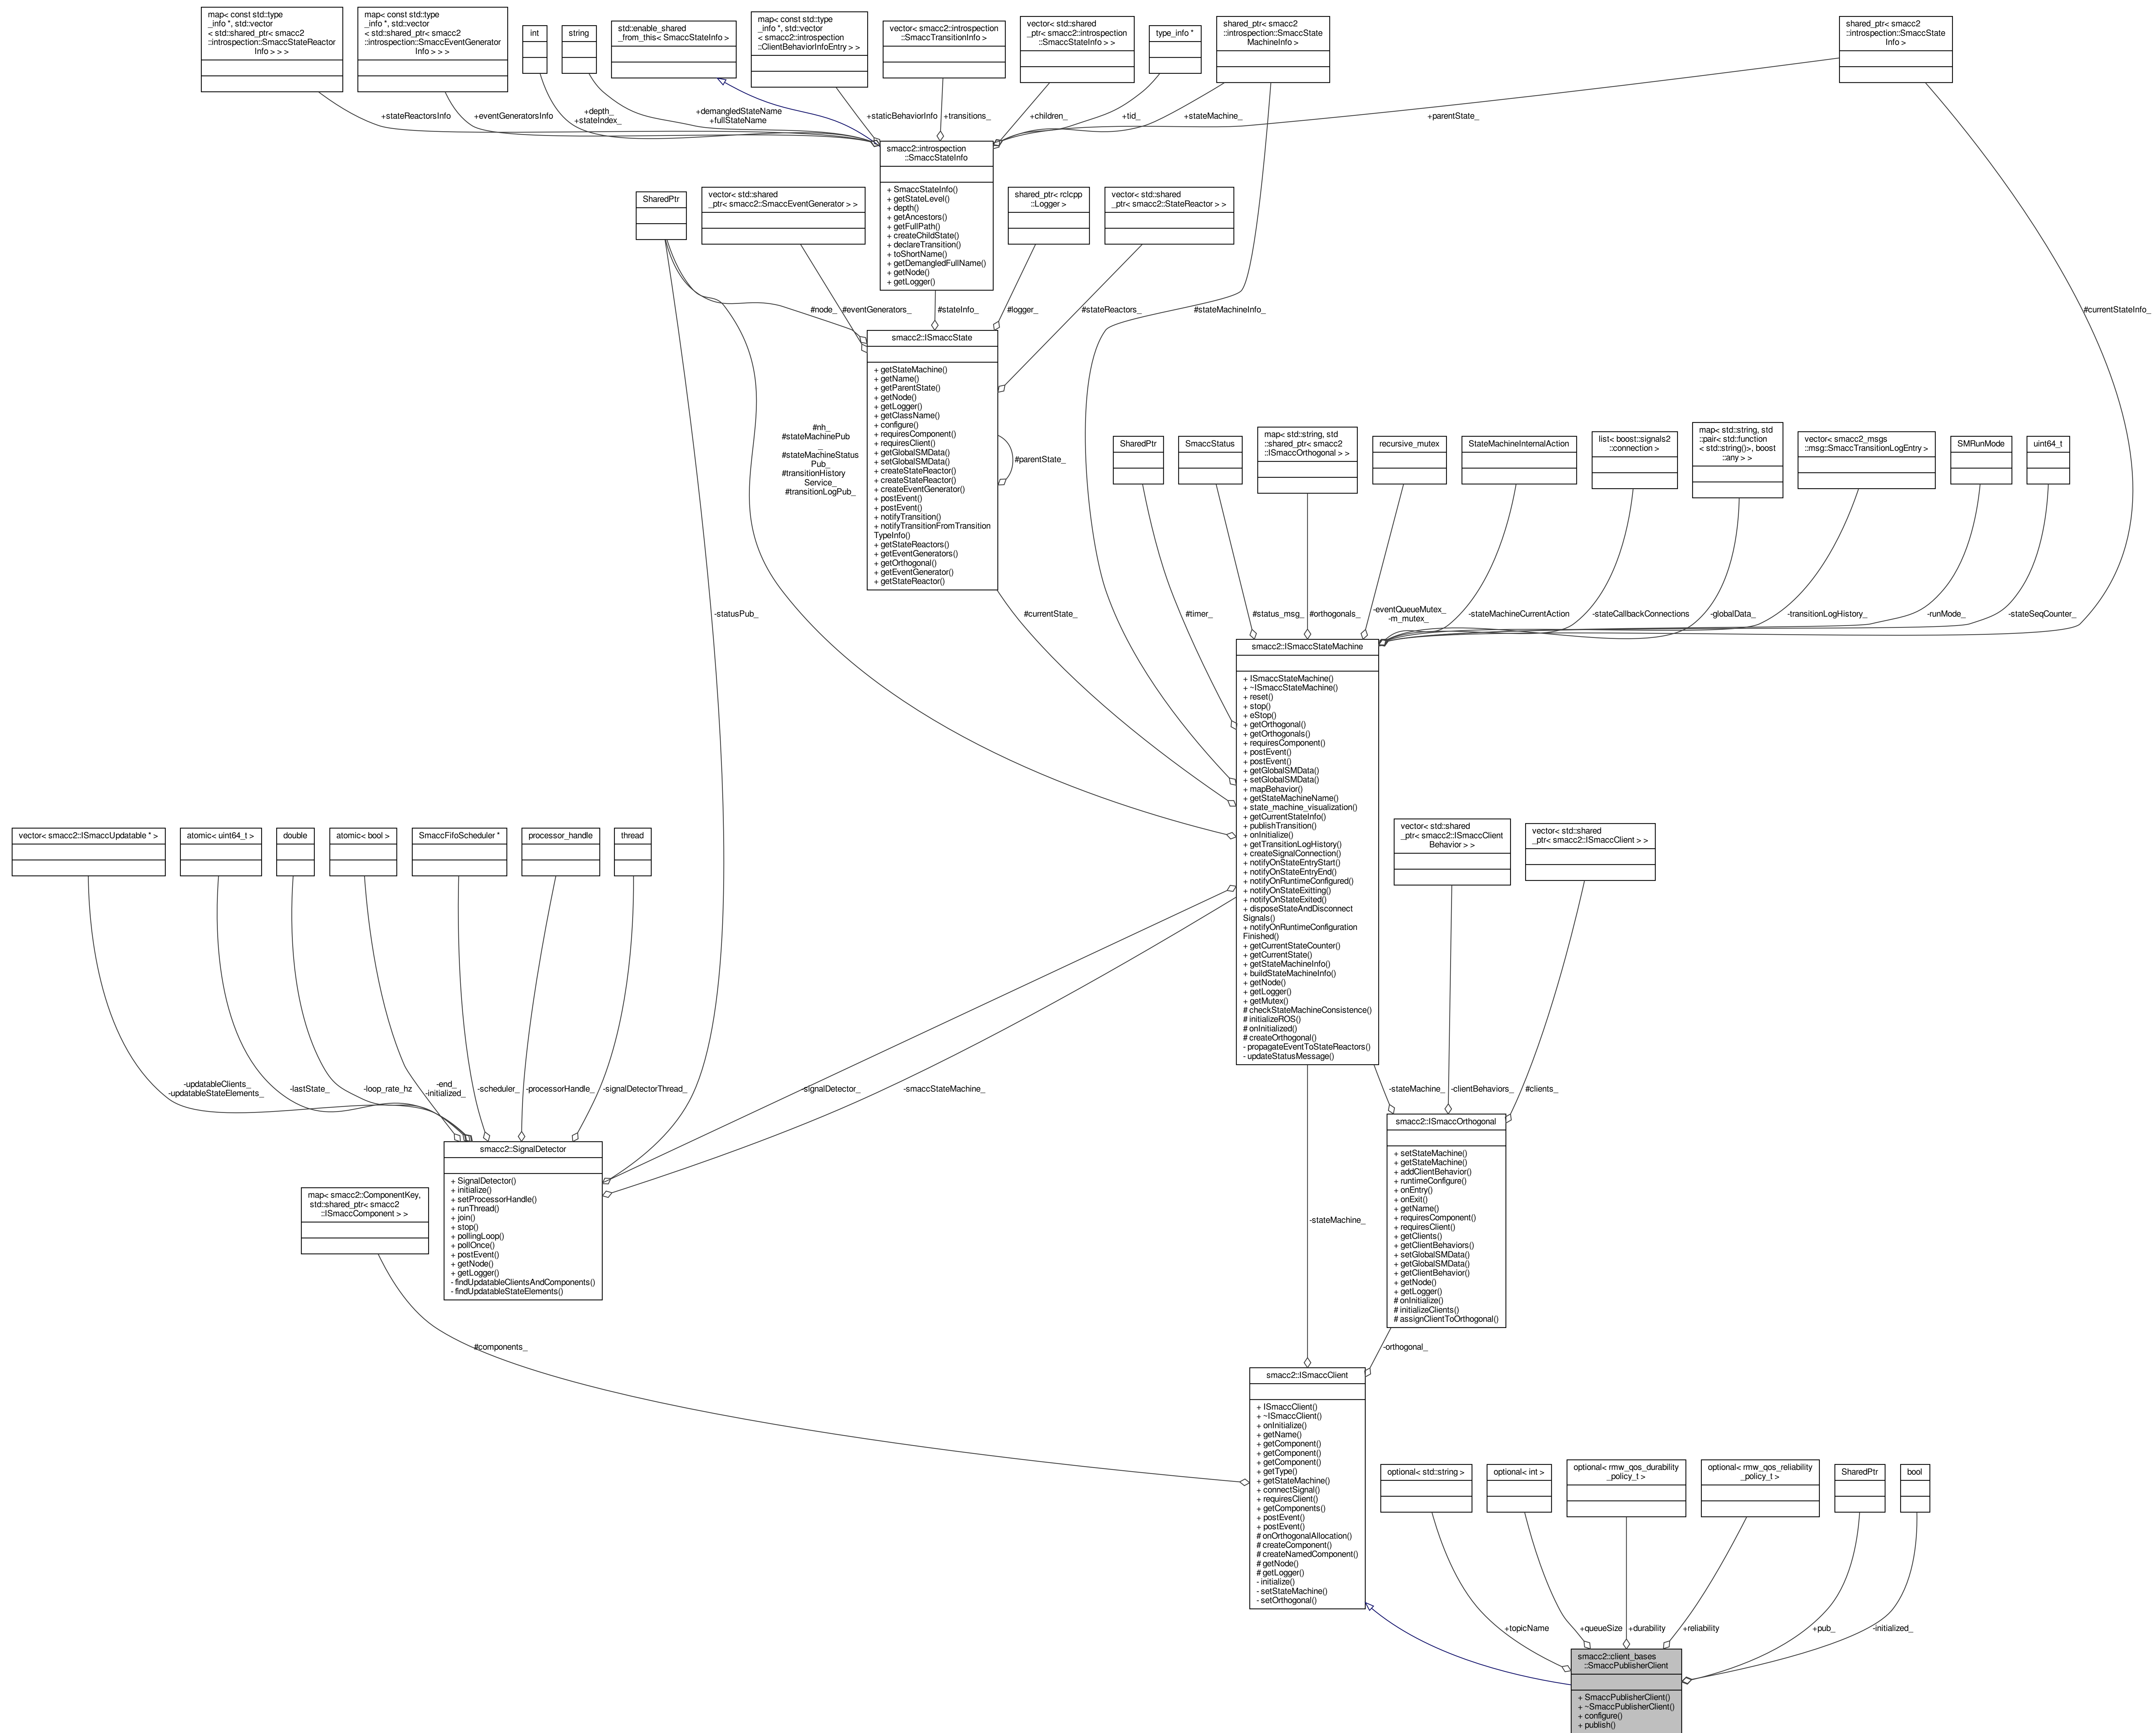 map< const std::type
_info *, std::vector
< std::shared_ptr< smacc2
::introspection::SmaccStateReactor
Info > > >
map< const std::type
_info *, std::vector
< std::shared_ptr< smacc2
::introspection::SmaccEventGenerator
Info > > >
int
string
std::enable_shared
_from_this< SmaccStateInfo >
map< const std::type
_info *, std::vector
< smacc2::introspection
::ClientBehaviorInfoEntry > >
vector< smacc2::introspection
::SmaccTransitionInfo >
vector< std::shared
_ptr< smacc2::introspection
::SmaccStateInfo > >
type_info *
shared_ptr< smacc2
::introspection::SmaccState
MachineInfo >
shared_ptr< smacc2
::introspection::SmaccState
Info >
+stateReactorsInfo
+eventGeneratorsInfo
+depth_
+stateIndex_
+demangledStateName
+fullStateName
+staticBehaviorInfo
+transitions_
+children_
+tid_
+stateMachine_
+parentState_
smacc2::introspection
::SmaccStateInfo
+ SmaccStateInfo()
+ getStateLevel()
+ depth()
+ getAncestors()
+ getFullPath()
+ createChildState()
+ declareTransition()
+ toShortName()
+ getDemangledFullName()
+ getNode()
+ getLogger()
SharedPtr
vector< std::shared
_ptr< smacc2::SmaccEventGenerator > >
shared_ptr< rclcpp
::Logger >
vector< std::shared
_ptr< smacc2::StateReactor > >
#node_
#eventGenerators_
#stateInfo_
#logger_
#stateReactors_
#stateMachineInfo_
#currentStateInfo_
smacc2::ISmaccState
+ getStateMachine()
+ getName()
+ getParentState()
+ getNode()
+ getLogger()
+ getClassName()
+ configure()
+ requiresComponent()
+ requiresClient()
+ getGlobalSMData()
+ setGlobalSMData()
+ createStateReactor()
+ createStateReactor()
+ createEventGenerator()
+ postEvent()
+ postEvent()
+ notifyTransition()
+ notifyTransitionFromTransition
TypeInfo()
+ getStateReactors()
+ getEventGenerators()
+ getOrthogonal()
+ getEventGenerator()
+ getStateReactor()
#nh_
#stateMachinePub
_
#stateMachineStatus
Pub_
#transitionHistory
Service_
#transitionLogPub_
#parentState_
SharedPtr
SmaccStatus
map< std::string, std
::shared_ptr< smacc2
::ISmaccOrthogonal > >
recursive_mutex
StateMachineInternalAction
list< boost::signals2
::connection >
map< std::string, std
::pair< std::function
< std::string()>, boost
::any > >
vector< smacc2_msgs
::msg::SmaccTransitionLogEntry >
SMRunMode
uint64_t
-statusPub_
#currentState_
#timer_
#status_msg_
#orthogonals_
-eventQueueMutex_
-m_mutex_
-stateMachineCurrentAction
-stateCallbackConnections
-globalData_
-transitionLogHistory_
-runMode_
-stateSeqCounter_
smacc2::ISmaccStateMachine
+ ISmaccStateMachine()
+ ~ISmaccStateMachine()
+ reset()
+ stop()
+ eStop()
+ getOrthogonal()
+ getOrthogonals()
+ requiresComponent()
+ postEvent()
+ postEvent()
+ getGlobalSMData()
+ setGlobalSMData()
+ mapBehavior()
+ getStateMachineName()
+ state_machine_visualization()
+ getCurrentStateInfo()
+ publishTransition()
+ onInitialize()
+ getTransitionLogHistory()
+ createSignalConnection()
+ notifyOnStateEntryStart()
+ notifyOnStateEntryEnd()
+ notifyOnRuntimeConfigured()
+ notifyOnStateExitting()
+ notifyOnStateExited()
+ disposeStateAndDisconnect
Signals()
+ notifyOnRuntimeConfiguration
Finished()
+ getCurrentStateCounter()
+ getCurrentState()
+ getStateMachineInfo()
+ buildStateMachineInfo()
+ getNode()
+ getLogger()
+ getMutex()
# checkStateMachineConsistence()
# initializeROS()
# onInitialized()
# createOrthogonal()
- propagateEventToStateReactors()
- updateStatusMessage()
vector< smacc2::ISmaccUpdatable * >
atomic< uint64_t >
double
atomic< bool >
SmaccFifoScheduler *
processor_handle
thread
vector< std::shared
_ptr< smacc2::ISmaccClient
Behavior > >
vector< std::shared
_ptr< smacc2::ISmaccClient > >
-updatableClients_
-updatableStateElements_
-lastState_
-loop_rate_hz
-end_
-initialized_
-scheduler_
-processorHandle_
-signalDetectorThread_
-signalDetector_
-smaccStateMachine_
-stateMachine_
-clientBehaviors_
#clients_
smacc2::SignalDetector
+ SignalDetector()
+ initialize()
+ setProcessorHandle()
+ runThread()
+ join()
+ stop()
+ pollingLoop()
+ pollOnce()
+ postEvent()
+ getNode()
+ getLogger()
- findUpdatableClientsAndComponents()
- findUpdatableStateElements()
map< smacc2::ComponentKey,
std::shared_ptr< smacc2
::ISmaccComponent > >
smacc2::ISmaccOrthogonal
+ setStateMachine()
+ getStateMachine()
+ addClientBehavior()
+ runtimeConfigure()
+ onEntry()
+ onExit()
+ getName()
+ requiresComponent()
+ requiresClient()
+ getClients()
+ getClientBehaviors()
+ setGlobalSMData()
+ getGlobalSMData()
+ getClientBehavior()
+ getNode()
+ getLogger()
# onInitialize()
# initializeClients()
# assignClientToOrthogonal()
-stateMachine_
#components_
-orthogonal_
smacc2::ISmaccClient
+ ISmaccClient()
+ ~ISmaccClient()
+ onInitialize()
+ getName()
+ getComponent()
+ getComponent()
+ getComponent()
+ getType()
+ getStateMachine()
+ connectSignal()
+ requiresClient()
+ getComponents()
+ postEvent()
+ postEvent()
# onOrthogonalAllocation()
# createComponent()
# createNamedComponent()
# getNode()
# getLogger()
- initialize()
- setStateMachine()
- setOrthogonal()
optional< std::string >
optional< int >
optional< rmw_qos_durability
_policy_t >
optional< rmw_qos_reliability
_policy_t >
SharedPtr
bool
+topicName
+queueSize
+durability
+reliability
+pub_
-initialized_
smacc2::client_bases
::SmaccPublisherClient
+ SmaccPublisherClient()
+ ~SmaccPublisherClient()
+ configure()
+ publish()